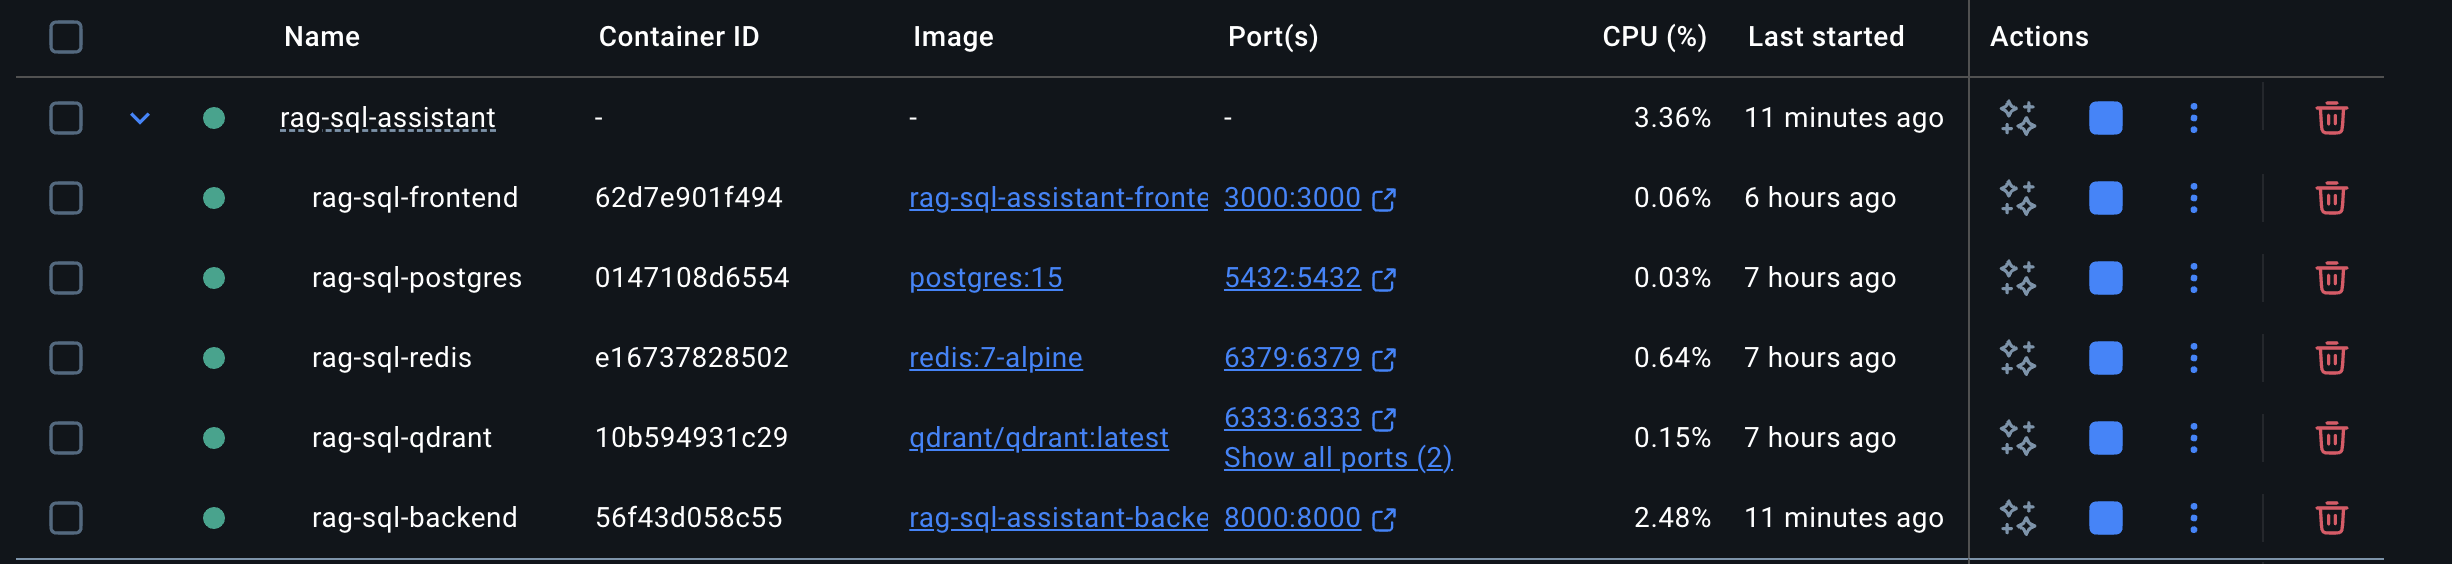 Name Container ID Image Port(s) CPU (%) Last started Actions
rag-sql-assistant - - - 3.36% 11 minutes ago
rag-sql-frontend 62d7e901f494 rag-sql-assistant-fronte 3000:3000 0.06% 6 hours ago
rag-sql-postgres 0147108d6554 postgres:15 5432:5432 0.03% 7 hours ago
rag-sql-redis e16737828502 redis:7-alpine 6379:6379 0.64% 7 hours ago
rag-sql-qdrant 10b594931c29 qdrant/qdrant:latest 6333:6333 0.15% 7 hours ago
Show all ports (2)
rag-sql-backend 56f43d058c55 rag-sql-assistant-backe 8000:8000 2.48% 11 minutes ago